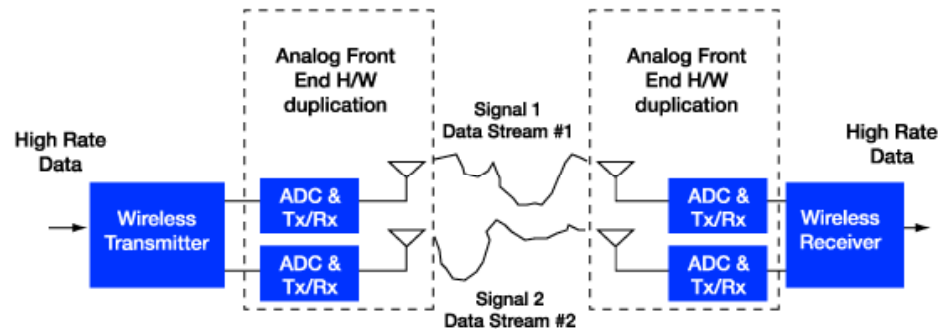 Analog Front
End H/W
duplication
Analog Front
End H/W
duplication
Signal 1
Data Stream #1
High Rate
Data
High Rate
Data
Wireless
Transmitter
ADC &
Tx/Rx
ADC &
Tx/Rx
ADC &
Tx/Rx
ADC &
Tx/Rx
Wireless
Receiver
Signal 2
Data Stream #2